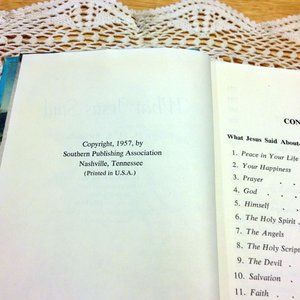 Copyright, 1957, by
Southern Publishing Association
Nashville, Tennessee
(Printed in U.S.A.)
CON
What Jesus Said About
1. Peace in Your Life
2. Your Happiness
3. Prayer
4. God
5. Himself
6. The Holy Spirit
7. The Angels
8. The Holy Script
9. The Devil
10. Salvation
11. Faith